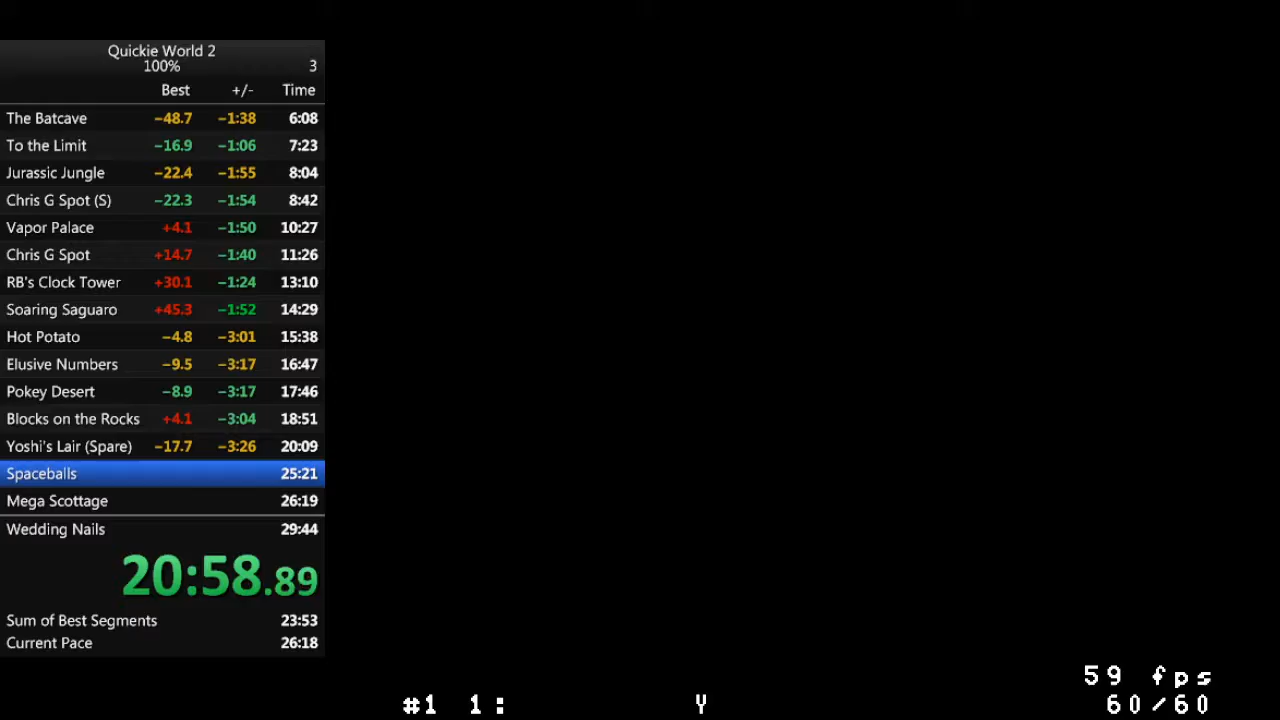 Quickie World 2
100% 3
Best +/- Time
The Batcave −48.7 −1:38 6:08
To the Limit −16.9 −1:06 7:23
Jurassic Jungle −22.4 −1:55 8:04
Chris G Spot (S) −22.3 −1:54 8:42
Vapor Palace +4.1 −1:50 10:27
Chris G Spot +14.7 −1:40 11:26
RB's Clock Tower +30.1 −1:24 13:10
Soaring Saguaro +45.3 −1:52 14:29
Hot Potato −4.8 −3:01 15:38
Elusive Numbers −9.5 −3:17 16:47
Pokey Desert −8.9 −3:17 17:46
Blocks on the Rocks +4.1 −3:04 18:51
Yoshi's Lair (Spare) −17.7 −3:26 20:09
Spaceballs 25:21
Mega Scottage 26:19
Wedding Nails 29:44
20:58.89
Sum of Best Segments 23:53
Current Pace 26:18
59 fps
#1 1: Y 60/60